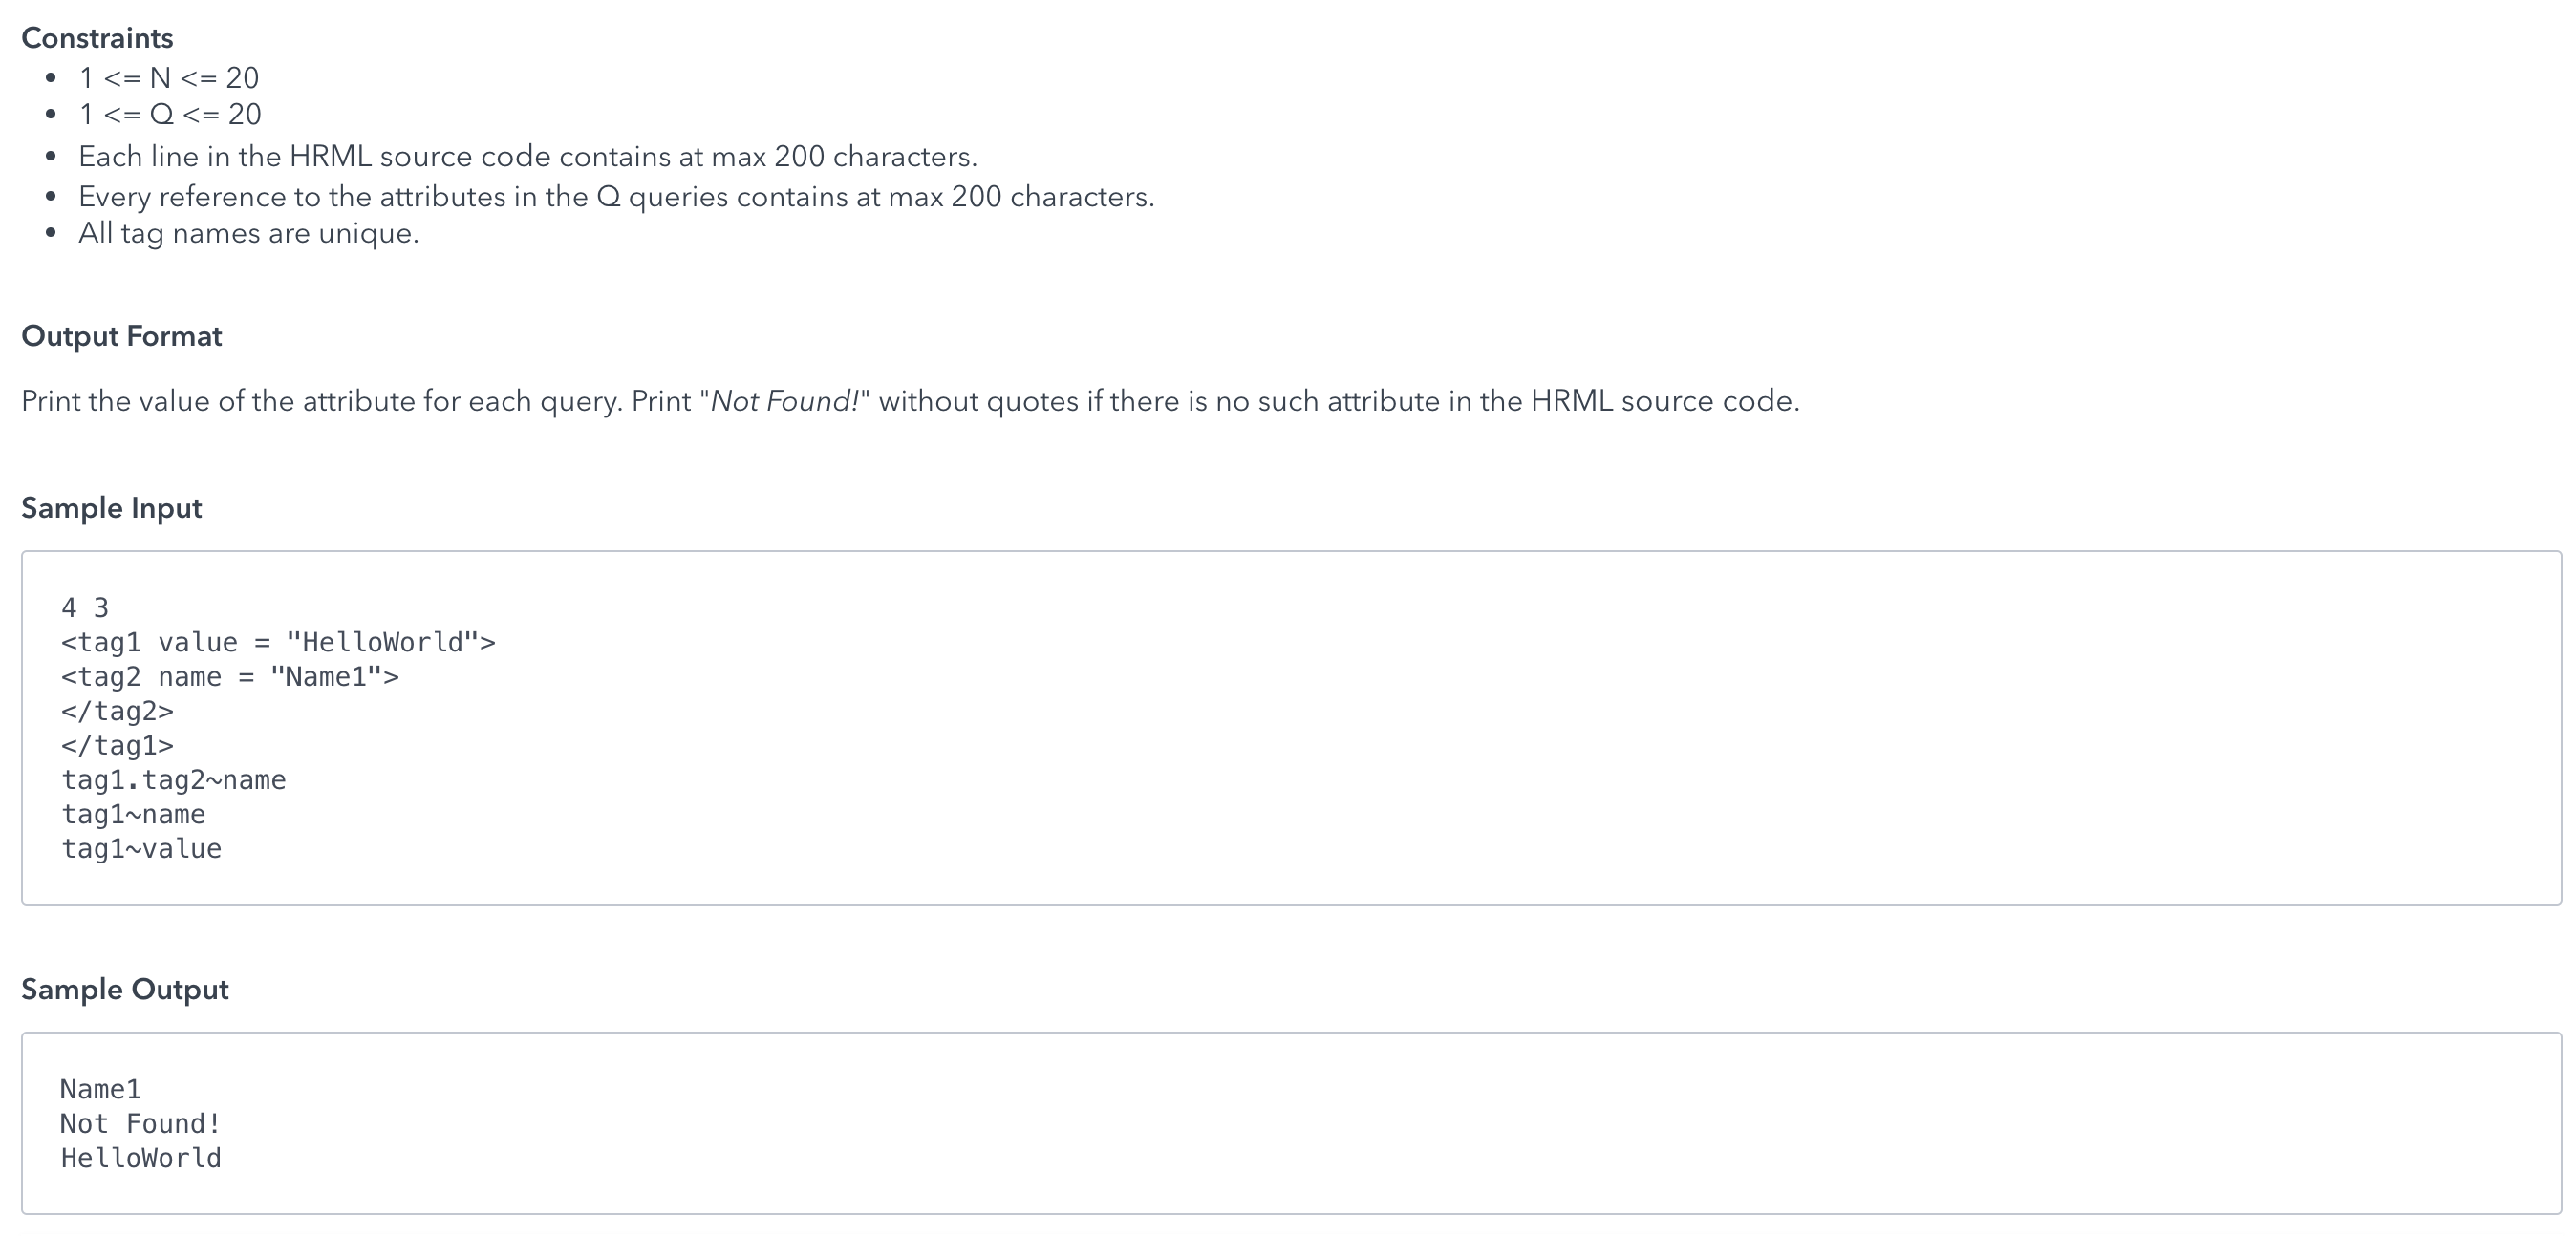 Constraints
• 1 <= N <= 20
• 1 <= Q <= 20
• Each line in the HRML source code contains at max 200 characters.
• Every reference to the attributes in the Q queries contains at max 200 characters.
• All tag names are unique.
Output Format
Print the value of the attribute for each query. Print "Not Found!" without quotes if there is no such attribute in the HRML source code.
Sample Input
4 3
<tag1 value = "HelloWorld">
<tag2 name = "Name1">
</tag2>
</tag1>
tag1.tag2~name
tag1~name
tag1~value
Sample Output
Name1
Not Found!
HelloWorld